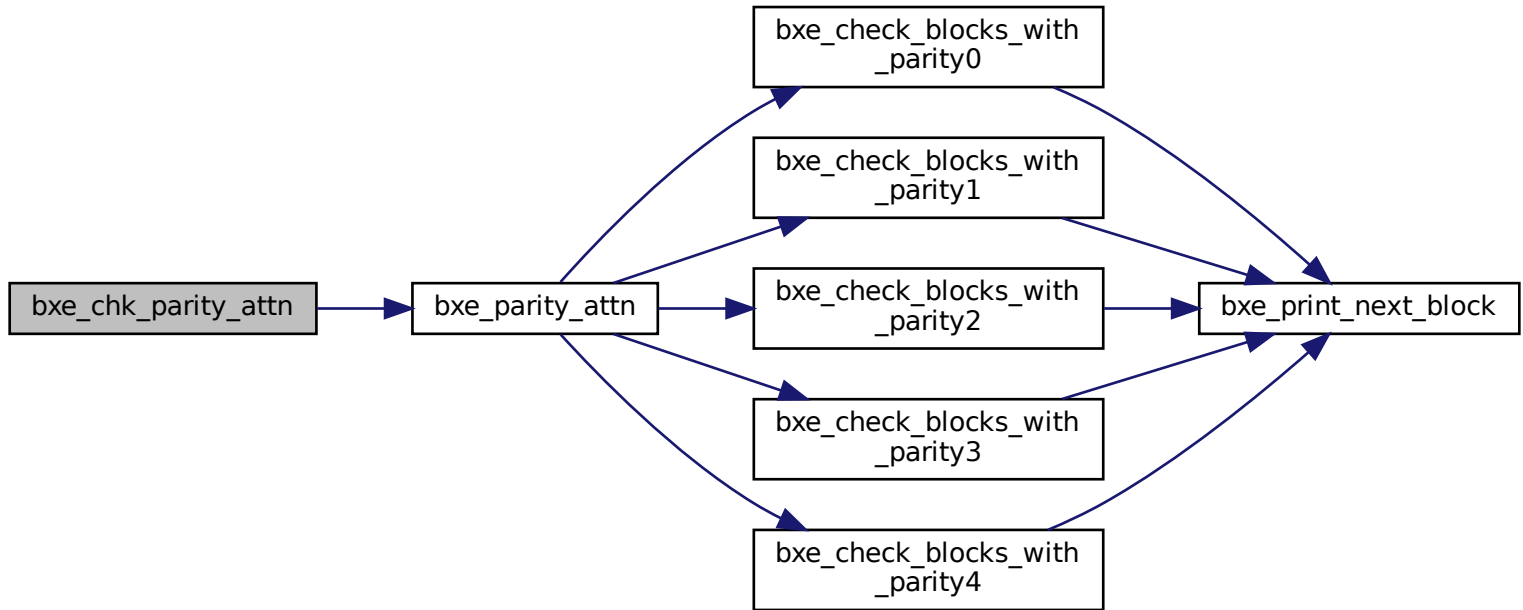 bxe_chk_parity_attn
bxe_parity_attn
bxe_check_blocks_with
_parity0
bxe_check_blocks_with
_parity1
bxe_check_blocks_with
_parity2
bxe_check_blocks_with
_parity3
bxe_check_blocks_with
_parity4
bxe_print_next_block